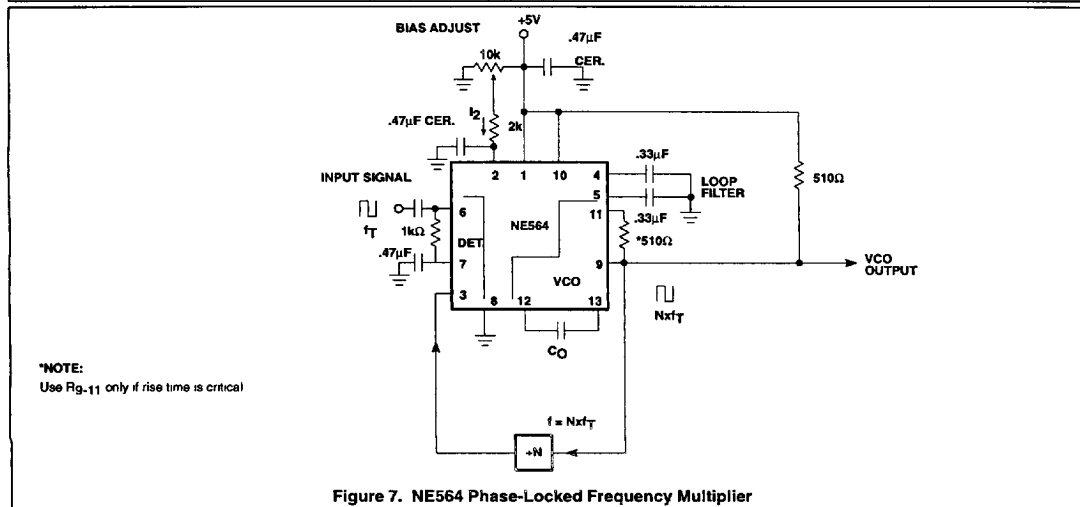 BIAS ADJUST
+5V
10k
.47µF
CER.
.47µF CER.
I2
2k
2
1
10
4
.33µF
5
LOOP
FILTER
510Ω
INPUT SIGNAL
fT
6
NE564
11
.33µF
*510Ω
1kΩ
DET.
.47µF
7
VCO
9
VCO
OUTPUT
3
8
12
13
NxfT
CO
*NOTE:
Use R9-11 only if rise time is critical
f = NxfT
÷N
Figure 7. NE564 Phase-Locked Frequency Multiplier